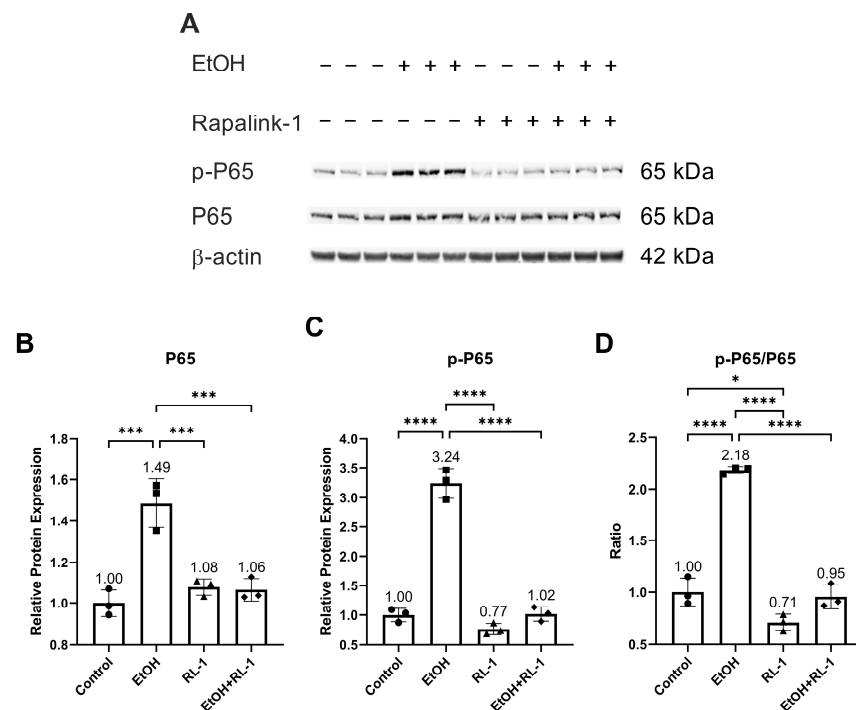 A
EtOH − − − + + + − − − + + +
Rapalink-1 − − − − − − + + + + + +
p-P65 65 kDa
P65 65 kDa
β-actin 42 kDa
B
P65
***
*** ***
Relative Protein Expression
1.8
1.6
1.4
1.2
1.0
0.8
1.00
1.49
1.08
1.06
Control
EtOH
RL-1
EtOH+RL-1
C
p-P65
****
**** ****
Relative Protein Expression
4.0
3.5
3.0
2.5
2.0
1.5
1.0
0.5
1.00
3.24
0.77
1.02
Control
EtOH
RL-1
EtOH+RL-1
D
p-P65/P65
*
****
**** ****
Ratio
2.5
2.0
1.5
1.0
0.5
1.00
2.18
0.71
0.95
Control
EtOH
RL-1
EtOH+RL-1